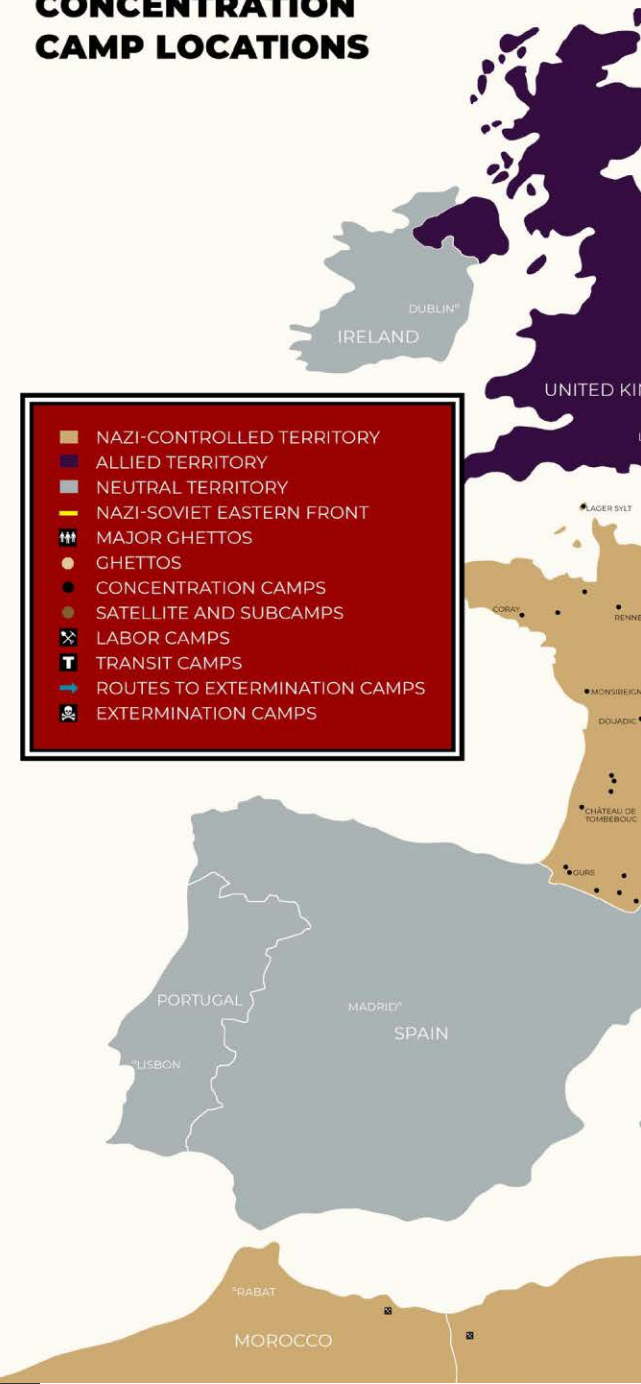 CONCENTRATION
CAMP LOCATIONS
DUBLIN°
IRELAND
UNITED KI
NAZI-CONTROLLED TERRITORY
ALLIED TERRITORY
NEUTRAL TERRITORY
NAZI-SOVIET EASTERN FRONT
MAJOR GHETTOS
GHETTOS
CONCENTRATION CAMPS
SATELLITE AND SUBCAMPS
LABOR CAMPS
T TRANSIT CAMPS
ROUTES TO EXTERMINATION CAMPS
EXTERMINATION CAMPS
LAGER SYLT
CORAY
RENNE
MONSIREIGN
DOUADIC
CHÂTEAU DE
TOMBEBOUC
GURS
PORTUGAL
MADRID°
SPAIN
°LISBON
°RABAT
MOROCCO